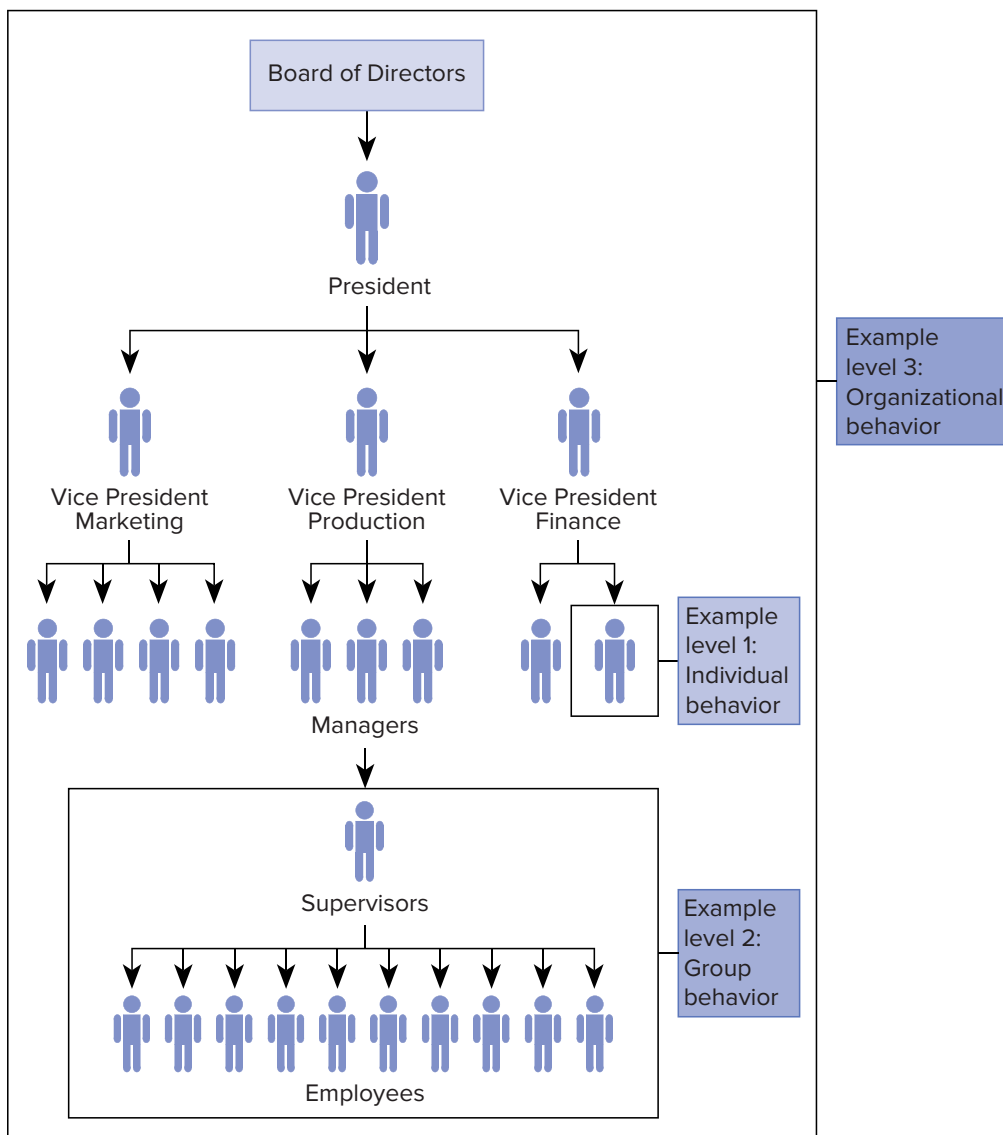 Board of Directors
President
Example
level 3:
Organizational
behavior
Vice President
Marketing
Vice President
Production
Vice President
Finance
Example
level 1:
Individual
behavior
Managers
Supervisors
Example
level 2:
Group
behavior
Employees